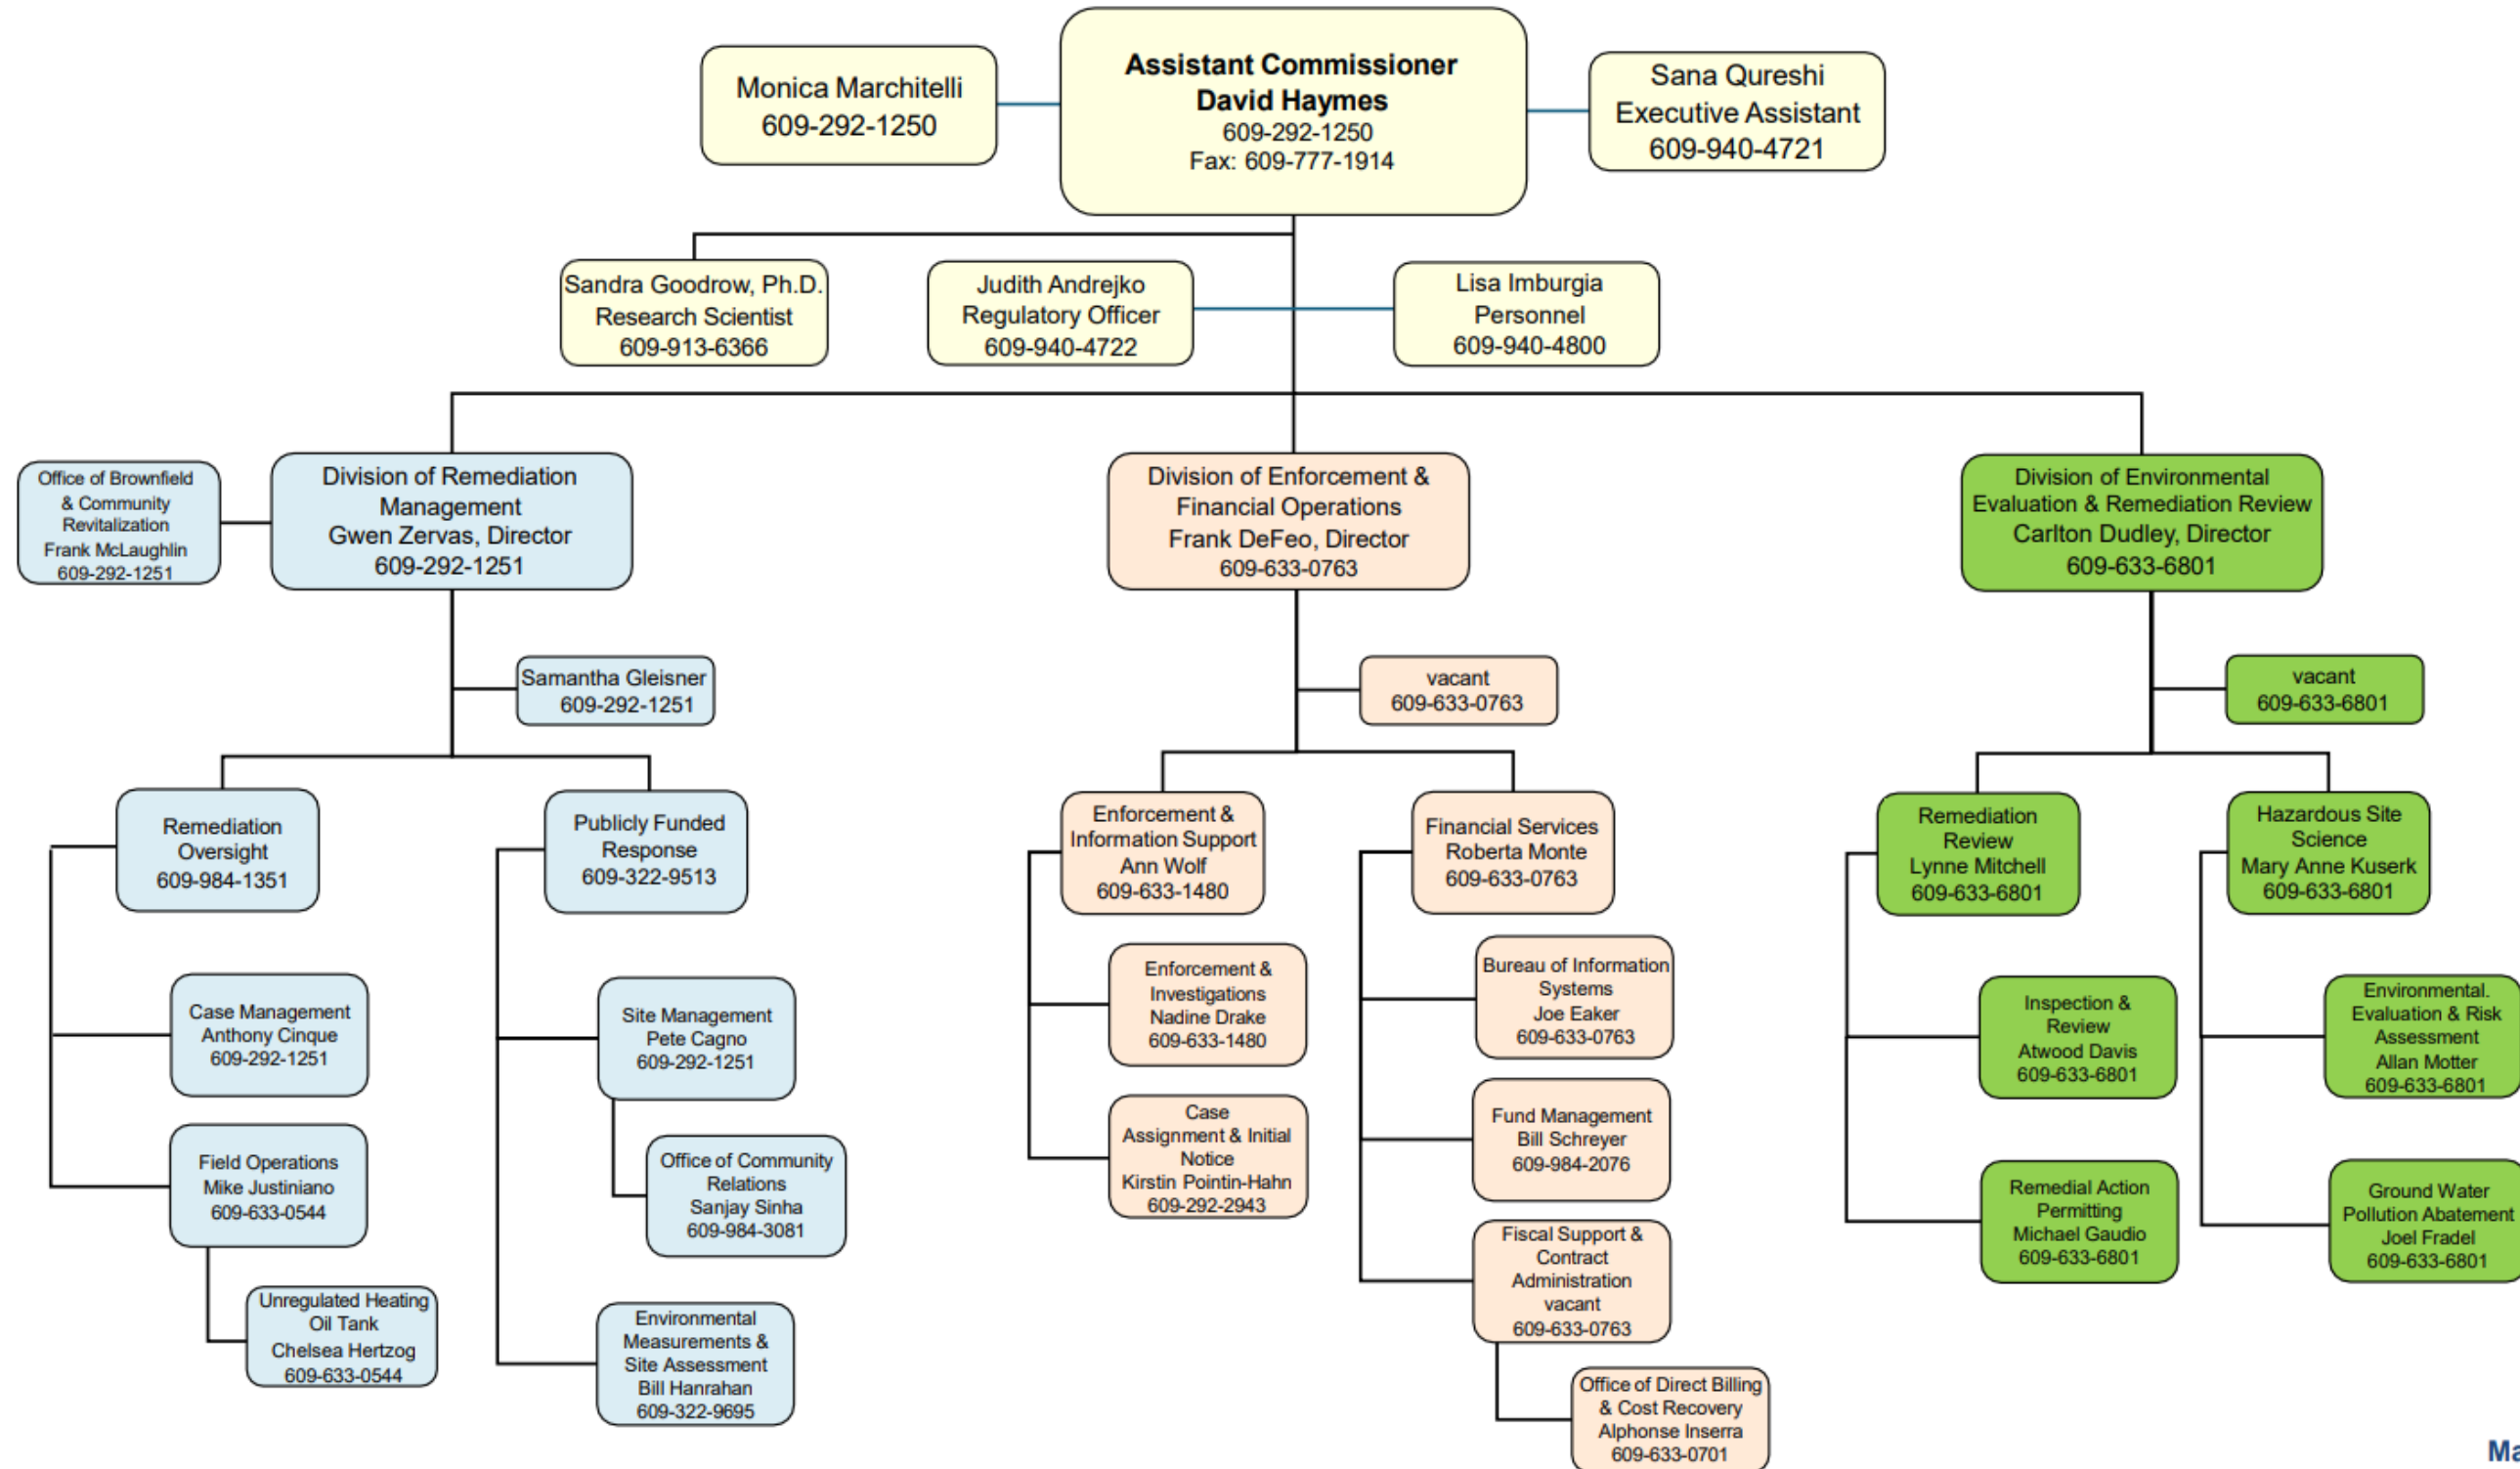 Monica Marchitelli
609-292-1250
Assistant Commissioner
David Haymes
609-292-1250
Fax: 609-777-1914
Sana Qureshi
Executive Assistant
609-940-4721
Sandra Goodrow, Ph.D.
Research Scientist
609-913-6366
Judith Andrejko
Regulatory Officer
609-940-4722
Lisa Imburgia
Personnel
609-940-4800
Office of Brownfield
& Community
Revitalization
Frank McLaughlin
609-292-1251
Division of Remediation
Management
Gwen Zervas, Director
609-292-1251
Division of Enforcement &
Financial Operations
Frank DeFeo, Director
609-633-0763
Division of Environmental
Evaluation & Remediation Review
Carlton Dudley, Director
609-633-6801
Samantha Gleisner
609-292-1251
vacant
609-633-0763
vacant
609-633-6801
Remediation
Oversight
609-984-1351
Publicly Funded
Response
609-322-9513
Enforcement &
Information Support
Ann Wolf
609-633-1480
Financial Services
Roberta Monte
609-633-0763
Remediation
Review
Lynne Mitchell
609-633-6801
Hazardous Site
Science
Mary Anne Kuserk
609-633-6801
Case Management
Anthony Cinque
609-292-1251
Site Management
Pete Cagno
609-292-1251
Enforcement &
Investigations
Nadine Drake
609-633-1480
Bureau of Information
Systems
Joe Eaker
609-633-0763
Inspection &
Review
Atwood Davis
609-633-6801
Environmental.
Evaluation & Risk
Assessment
Allan Motter
609-633-6801
Field Operations
Mike Justiniano
609-633-0544
Office of Community
Relations
Sanjay Sinha
609-984-3081
Case
Assignment & Initial
Notice
Kirstin Pointin-Hahn
609-292-2943
Fund Management
Bill Schreyer
609-984-2076
Remedial Action
Permitting
Michael Gaudio
609-633-6801
Ground Water
Pollution Abatement
Joel Fradel
609-633-6801
Unregulated Heating
Oil Tank
Chelsea Hertzog
609-633-0544
Environmental
Measurements &
Site Assessment
Bill Hanrahan
609-322-9695
Fiscal Support &
Contract
Administration
vacant
609-633-0763
Office of Direct Billing
& Cost Recovery
Alphonse Inserra
609-633-0701